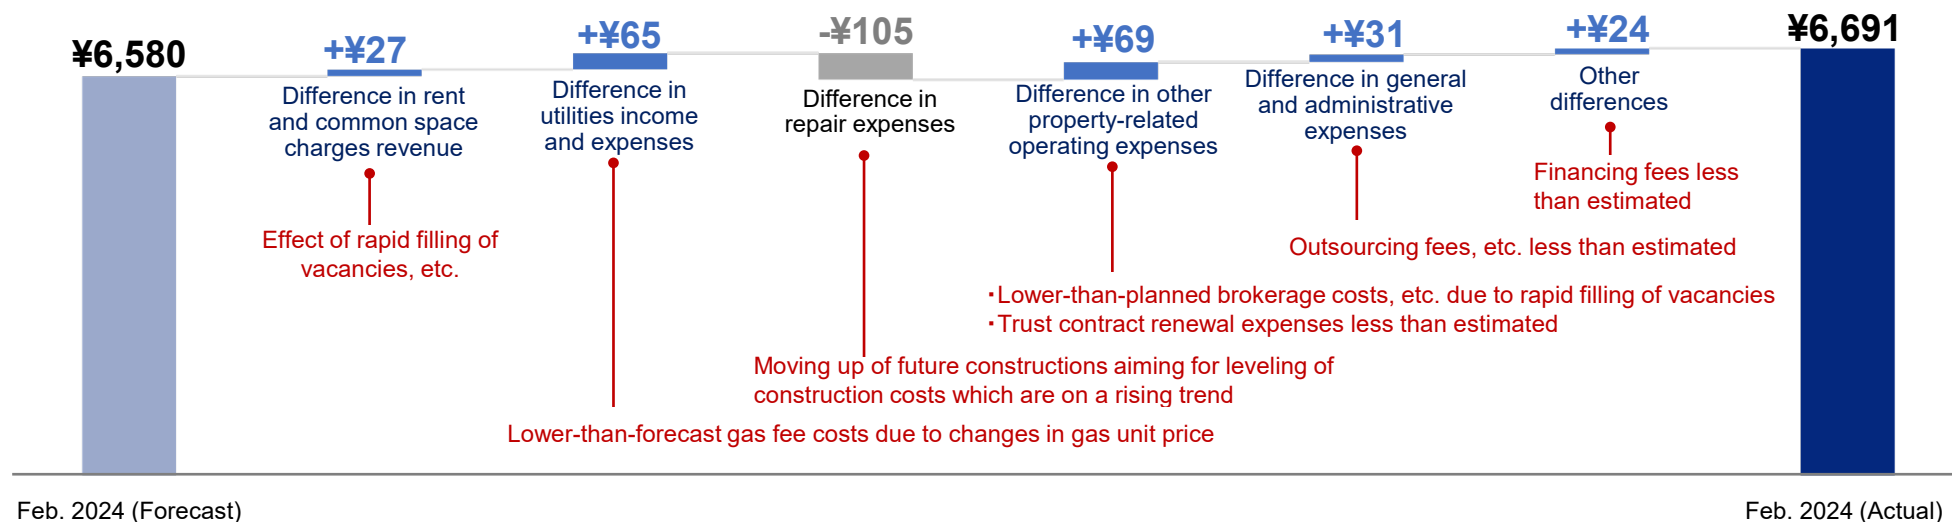 ¥6,580
+¥27
Difference in rent
and common space
charges revenue
Effect of rapid filling of
vacancies, etc.
+¥65
Difference in
utilities income
and expenses
Lower-than-forecast gas fee costs due to changes in gas unit price
-¥105
Difference in
repair expenses
Moving up of future constructions aiming for leveling of
construction costs which are on a rising trend
+¥69
Difference in other
property-related
operating expenses
・Lower-than-planned brokerage costs, etc. due to rapid filling of vacancies
・Trust contract renewal expenses less than estimated
+¥31
Difference in general
and administrative
expenses
Outsourcing fees, etc. less than estimated
+¥24
Other
differences
Financing fees less
than estimated
¥6,691
Feb. 2024 (Forecast)
Feb. 2024 (Actual)